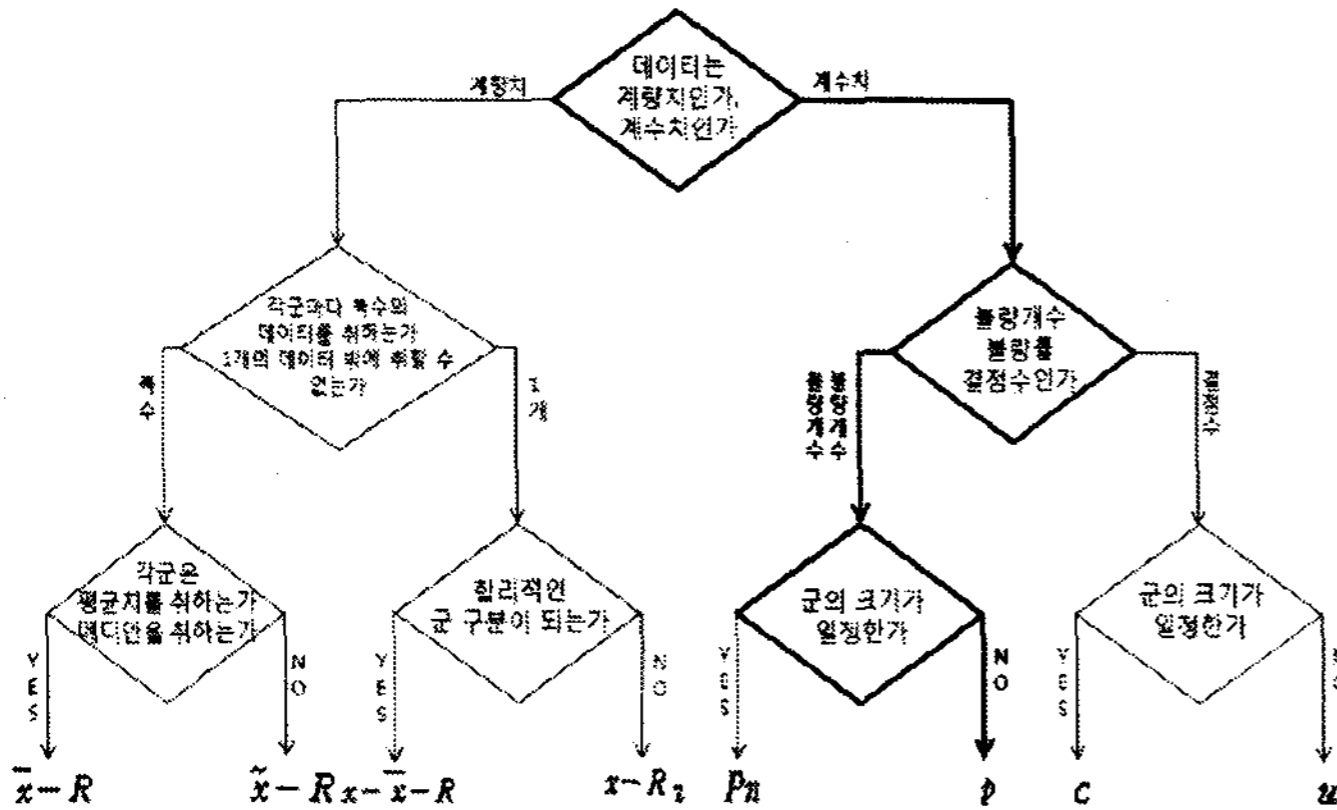 데이터는
계량치인가,
계수치인가
계량치
계수치
각군마다 복수의
데이터를 취하는가
1개의 데이터 밖에 취할 수
없는가
불량개수
불량률
결점수인가
복수
1개
불량개수
불량개수
결점수
각군은
평균치를 취하는가
메디안을 취하는가
합리적인
군 구분이 되는가
군의 크기가
일정한가
군의 크기가
일정한가
YES
NO
YES
NO
YES
NO
YES
NO
x̄-R
x̃-R
x-x̄-R
x-R₂
pn
p
c
u